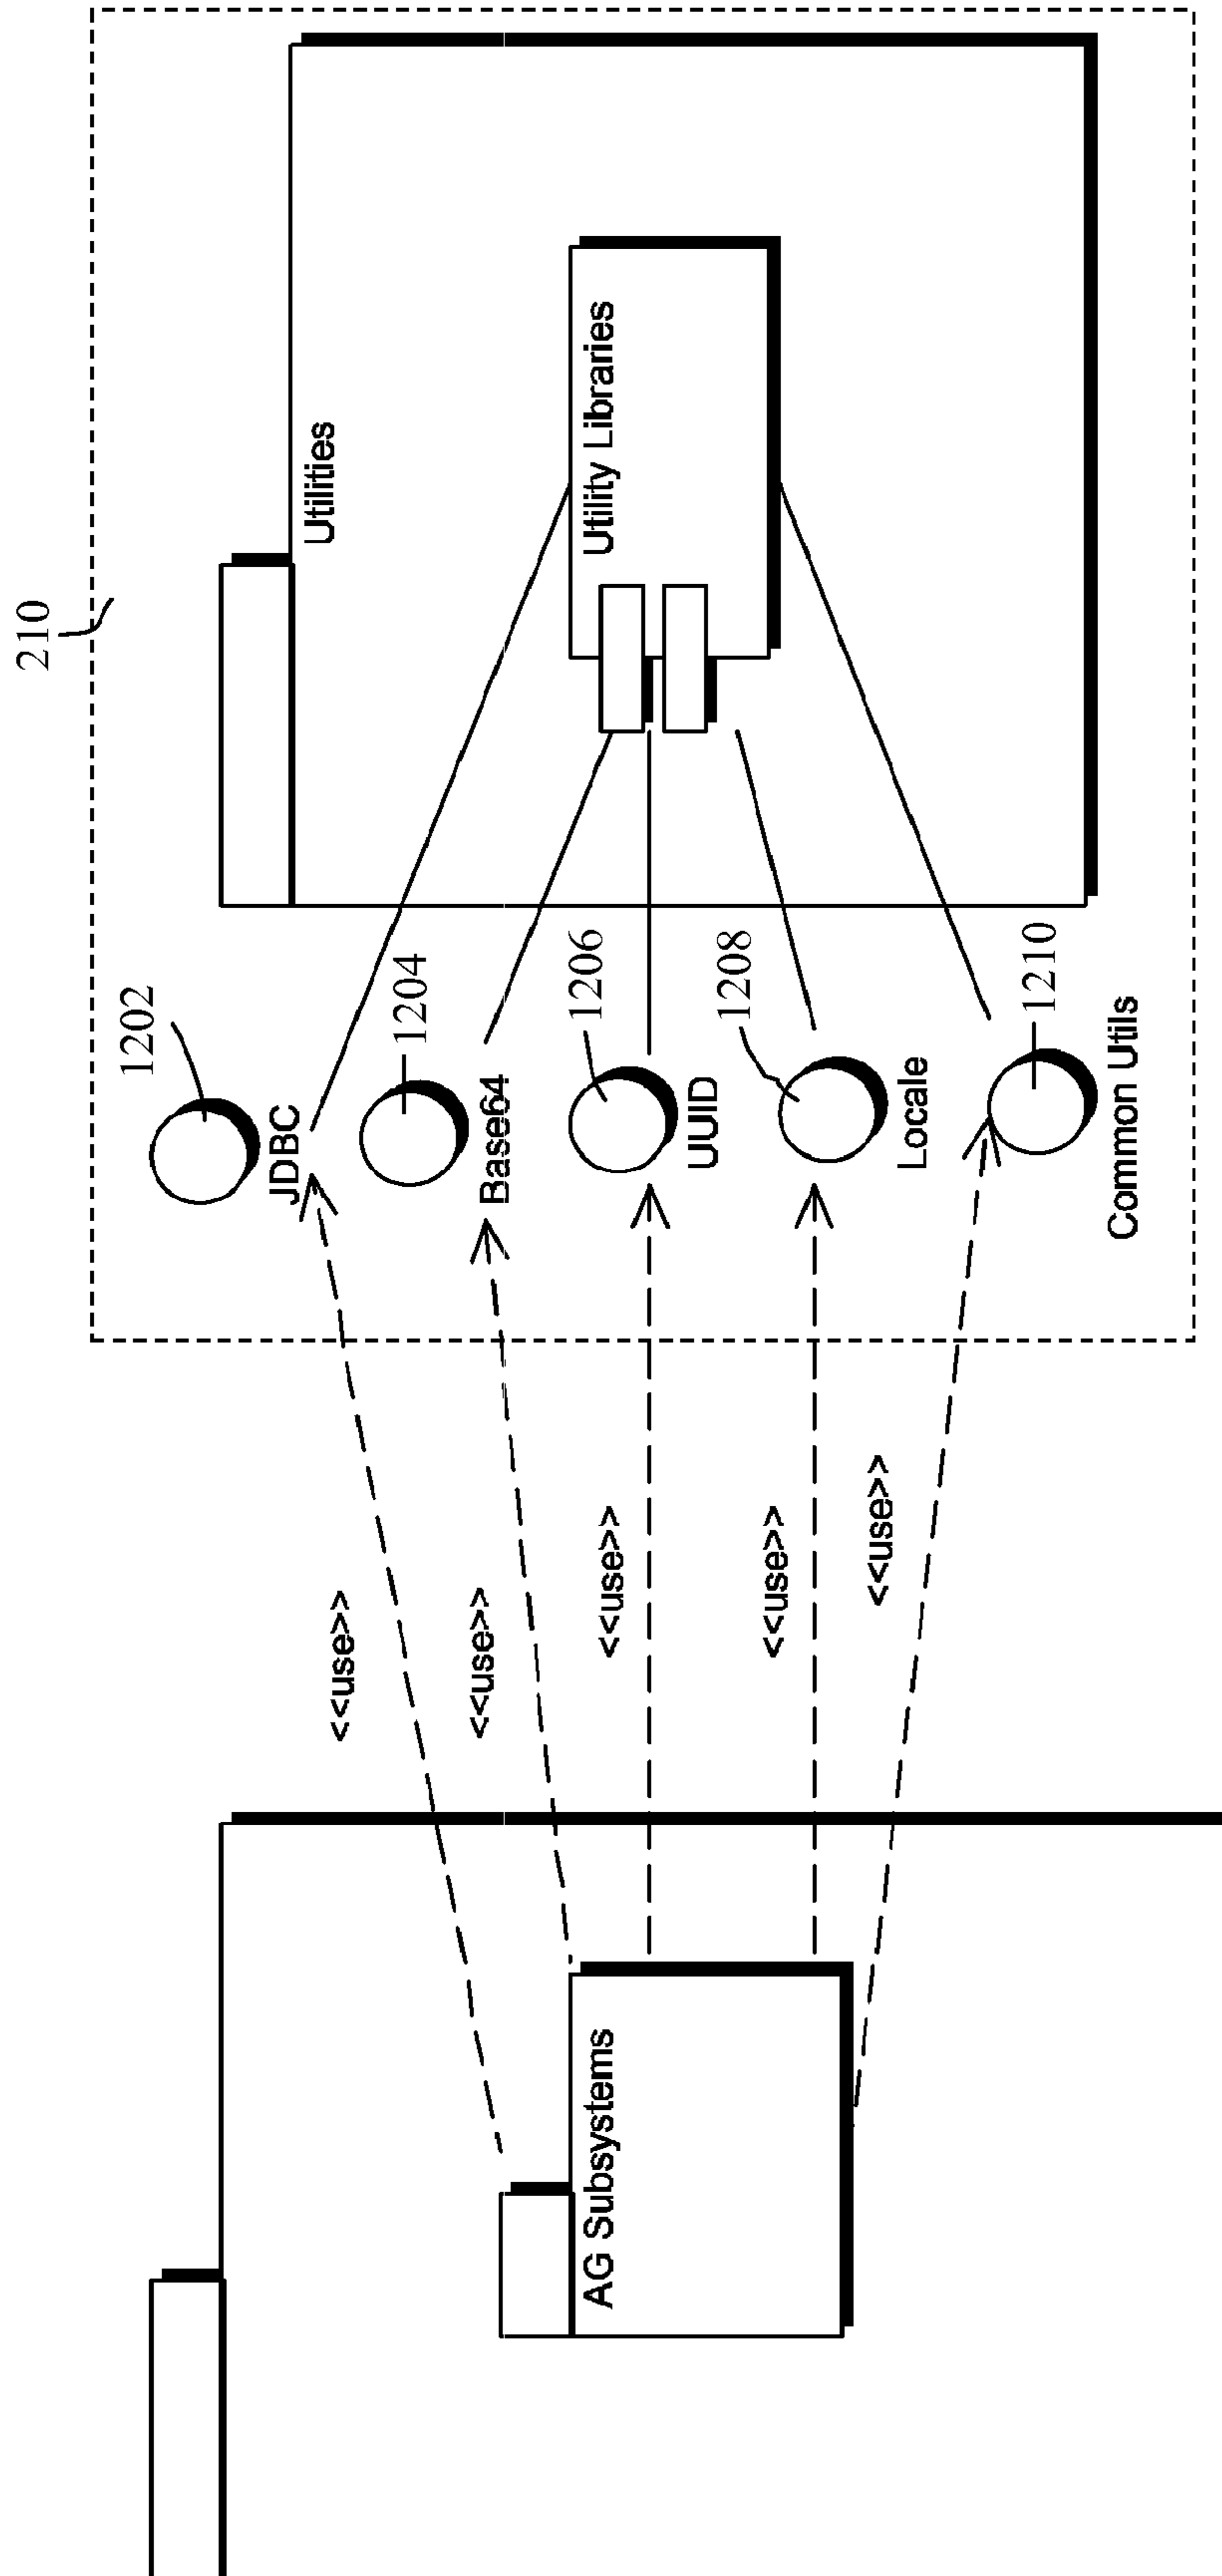 210
Utilities
Utility Libraries
1202
JDBC
1204
Base64
1206
UUID
1208
Locale
1210
Common Utils
<<use>>
<<use>>
<<use>>
<<use>>
<<use>>
AG Subsystems